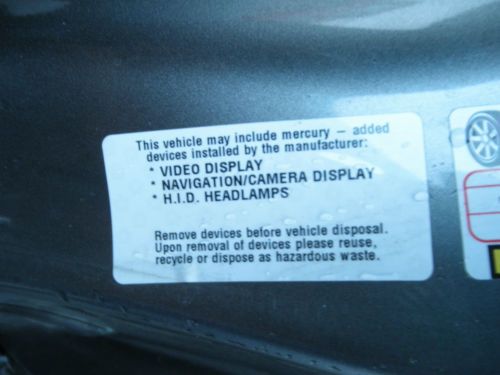 This vehicle may include mercury – added
devices installed by the manufacturer:
* VIDEO DISPLAY
* NAVIGATION/CAMERA DISPLAY
* H.I.D. HEADLAMPS
Remove devices before vehicle disposal.
Upon removal of devices please reuse,
recycle or dispose as hazardous waste.